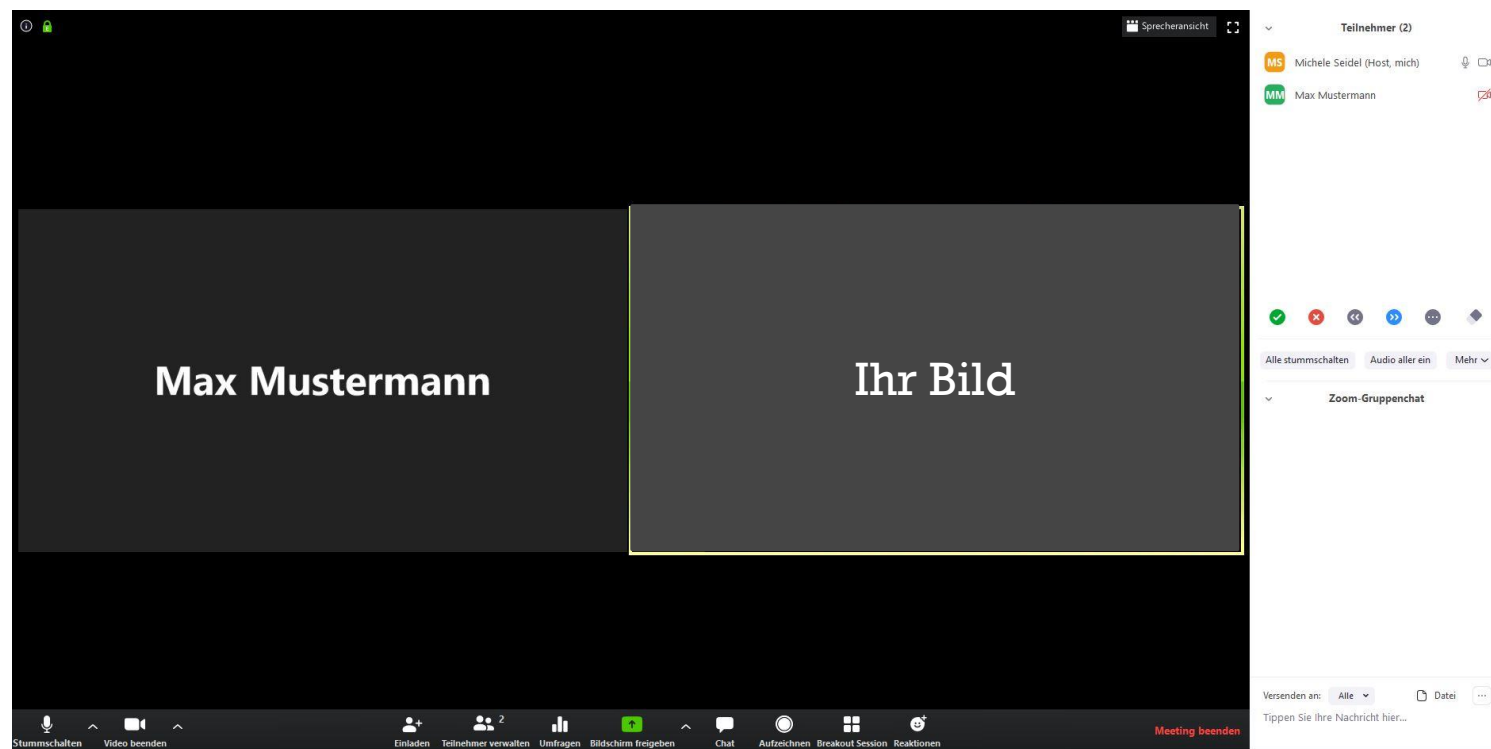 Sprecheransicht
Max Mustermann
Ihr Bild
Stummschalten
Video beenden
Einladen
Teilnehmer verwalten
2
Umfragen
Bildschirm freigeben
Chat
Aufzeichnen
Breakout Session
Reaktionen
Meeting beenden
Teilnehmer (2)
MS Michele Seidel (Host, mich)
MM Max Mustermann
Alle stummschalten Audio aller ein Mehr
Zoom-Gruppenchat
Versenden an: Alle Datei ...
Tippen Sie Ihre Nachricht hier...